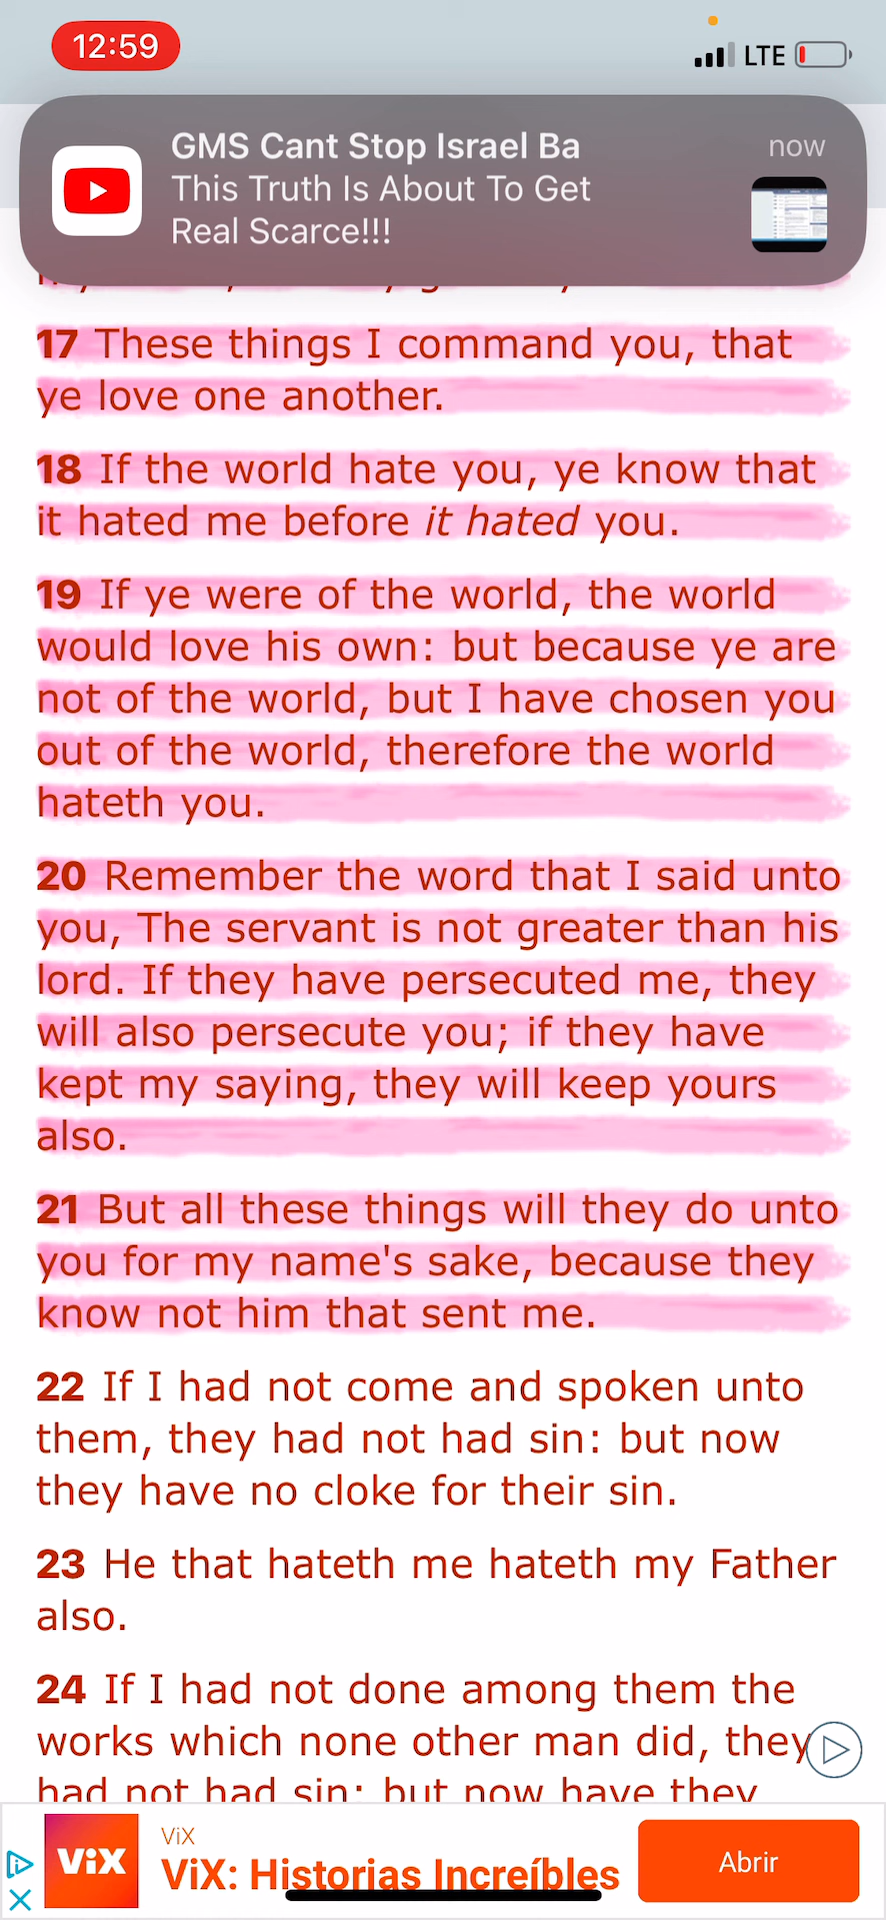 12:59
LTE
GMS Cant Stop Israel Ba
now
This Truth Is About To Get
Real Scarce!!!
17 These things I command you, that
ye love one another.
18 If the world hate you, ye know that
it hated me before it hated you.
19 If ye were of the world, the world
would love his own: but because ye are
not of the world, but I have chosen you
out of the world, therefore the world
hateth you.
20 Remember the word that I said unto
you, The servant is not greater than his
lord. If they have persecuted me, they
will also persecute you; if they have
kept my saying, they will keep yours
also.
21 But all these things will they do unto
you for my name's sake, because they
know not him that sent me.
22 If I had not come and spoken unto
them, they had not had sin: but now
they have no cloke for their sin.
23 He that hateth me hateth my Father
also.
24 If I had not done among them the
works which none other man did, they
had not had sin: but now have they
ViX
ViX
ViX: Historias Increíbles
Abrir